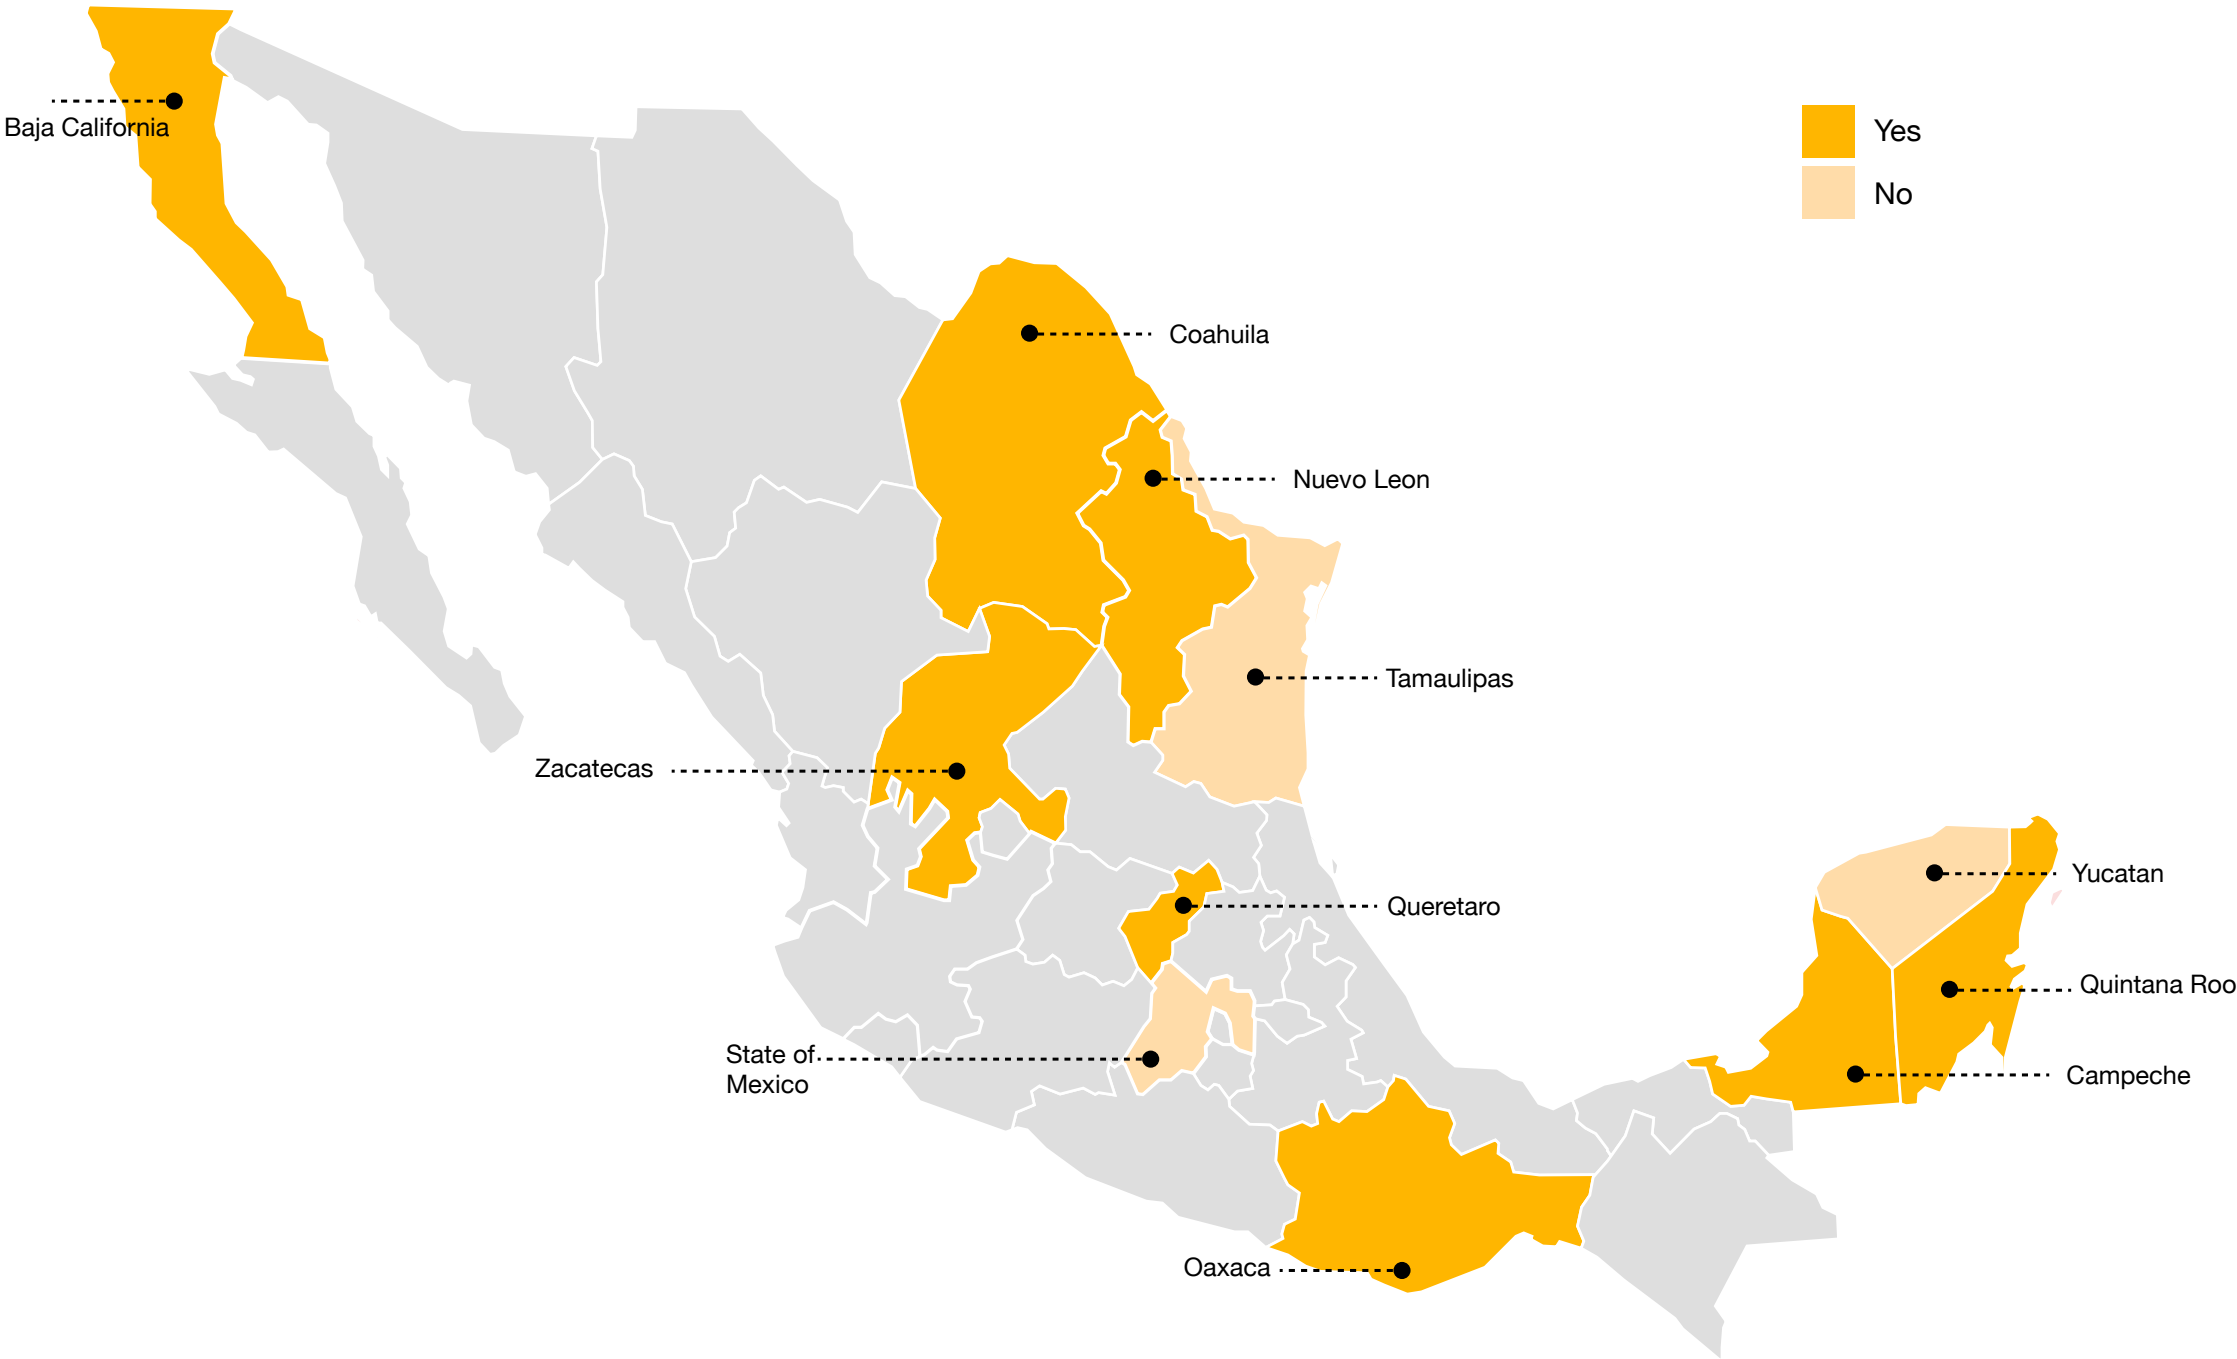 Baja California
Yes
No
Coahuila
Nuevo Leon
Tamaulipas
Zacatecas
Yucatan
Queretaro
Quintana Roo
State of
Mexico
Campeche
Oaxaca